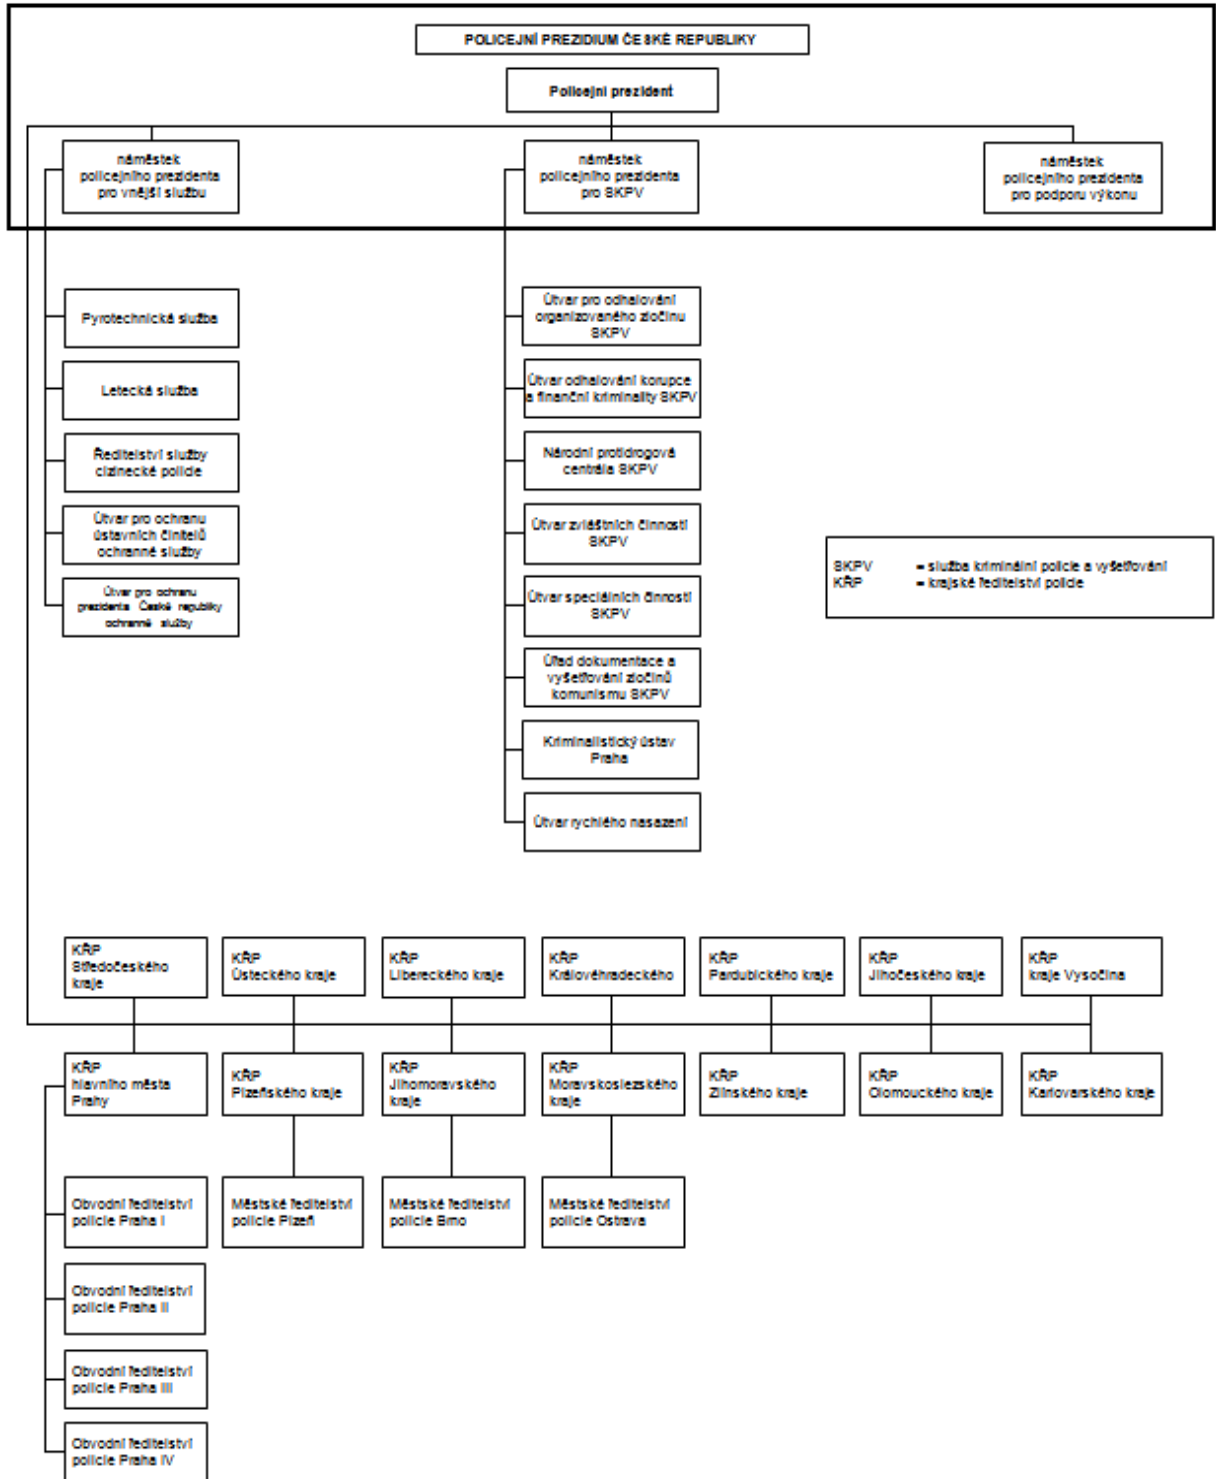 POLICEJNÍ PREZIDIUM ČESKÉ REPUBLIKY
Policejní prezident
náměstek
policejního prezidenta
pro vnější službu
náměstek
policejního prezidenta
pro SKPV
náměstek
policejního prezidenta
pro podporu výkonu
Pyrotechnická služba
Letecká služba
Ředitelství služby
cizinecké policie
Útvar pro ochranu
ústavních činitelů
ochranné služby
Útvar pro ochranu
prezidenta České republiky
ochranné služby
Útvar pro odhalování
organizovaného zločinu
SKPV
Útvar odhalování korupce
a finanční kriminality SKPV
Národní protidrogová
centrála SKPV
Útvar zvláštních činností
SKPV
Útvar speciálních činností
SKPV
Úřad dokumentace a
vyšetřování zločinů
komunismu SKPV
Kriminalistický ústav
Praha
Útvar rychlého nasazení
SKPV = služba kriminální policie a vyšetřování
KŘP = krajské ředitelství policie
KŘP
Středočeského
kraje
KŘP
Ústeckého kraje
KŘP
Libereckého kraje
KŘP
Královéhradeckého
KŘP
Pardubického kraje
KŘP
Jihočeského kraje
KŘP
kraje Vysočina
KŘP
hlavního města
Prahy
KŘP
Plzeňského kraje
KŘP
Jihomoravského
kraje
KŘP
Moravskoslezského
kraje
KŘP
Zlínského kraje
KŘP
Olomouckého kraje
KŘP
Karlovarského kraje
Obvodní ředitelství
policie Praha I
Městské ředitelství
policie Plzeň
Městské ředitelství
policie Brno
Městské ředitelství
policie Ostrava
Obvodní ředitelství
policie Praha II
Obvodní ředitelství
policie Praha III
Obvodní ředitelství
policie Praha IV